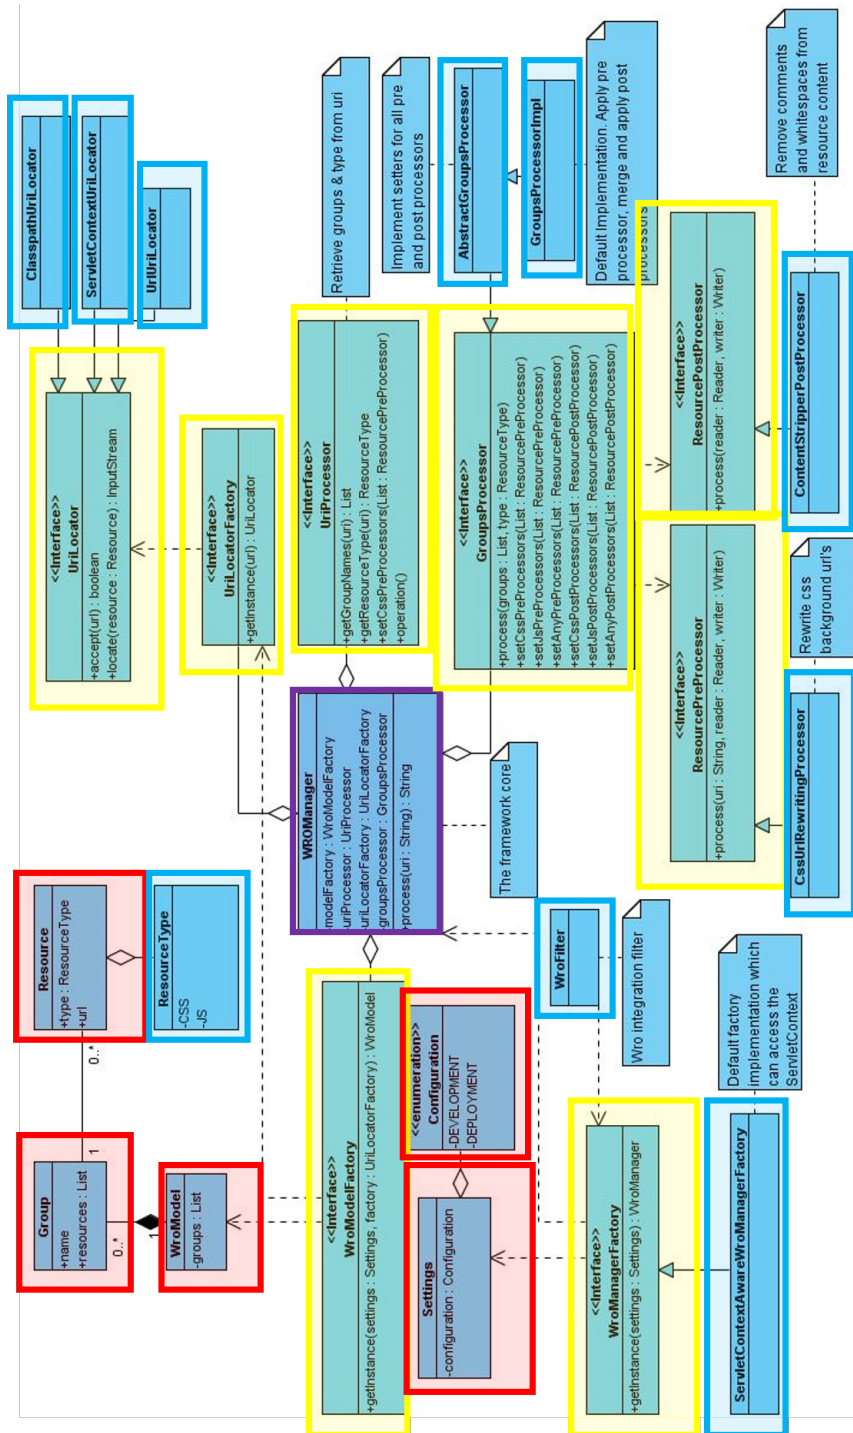 Group
+name
+resources : List
0..*
1
0..*
Resource
+type : ResourceType
+url
ResourceType
-CSS
-JS
1
WroModel
-groups : List
<<Interface>>
UriLocator
+accept(url) : boolean
+locate(resource : Resource) : InputStream
ClasspathUriLocator
ServletContextUriLocator
UrlUriLocator
<<Interface>>
UriLocatorFactory
+getInstance(url) : UriLocator
<<Interface>>
WroModelFactory
+getInstance(settings : Settings, factory : UriLocatorFactory) : WroModel
WROManager
-modelFactory : WroModelFactory
-uriProcessor : UriProcessor
-uriLocatorFactory : UriLocatorFactory
-groupsProcessor : GroupsProcessor
+process(uri : String) : String
<<Interface>>
UriProcessor
+getGroupNames(uri) : List
+getResourceType(uri) : ResourceType
+setCssPreProcessors(List : ResourcePreProcessor)
+operation()
Retrieve groups & type from uri
Implement setters for all pre
and post processors
Settings
-configuration : Configuration
<<enumeration>>
Configuration
-DEVELOPMENT
-DEPLOYMENT
The framework core
<<Interface>>
GroupsProcessor
+process(groups : List, type : ResourceType)
+setCssPreProcessors(List : ResourcePreProcessor)
+setJsPreProcessors(List : ResourcePreProcessor)
+setAnyPreProcessors(List : ResourcePreProcessor)
+setCssPostProcessors(List : ResourcePostProcessor)
+setJsPostProcessors(List : ResourcePostProcessor)
+setAnyPostProcessors(List : ResourcePostProcessor)
AbstractGroupsProcessor
GroupsProcessorImpl
Default Implementation. Apply pre
processor, merge and apply post
processors
WroFilter
Wro integration filter
<<Interface>>
WroManagerFactory
+getInstance(settings : Settings) : WroManager
ServletContextAwareWroManagerFactory
Default factory
implementation which
can access the
ServletContext
<<Interface>>
ResourcePreProcessor
+process(uri : String, reader : Reader, writer : Writer)
<<Interface>>
ResourcePostProcessor
+process(reader : Reader, writer : Writer)
CssUrlRewritingProcessor
Rewrite css
background url's
ContentStripperPostProcessor
Remove comments
and whitespaces from
resource content